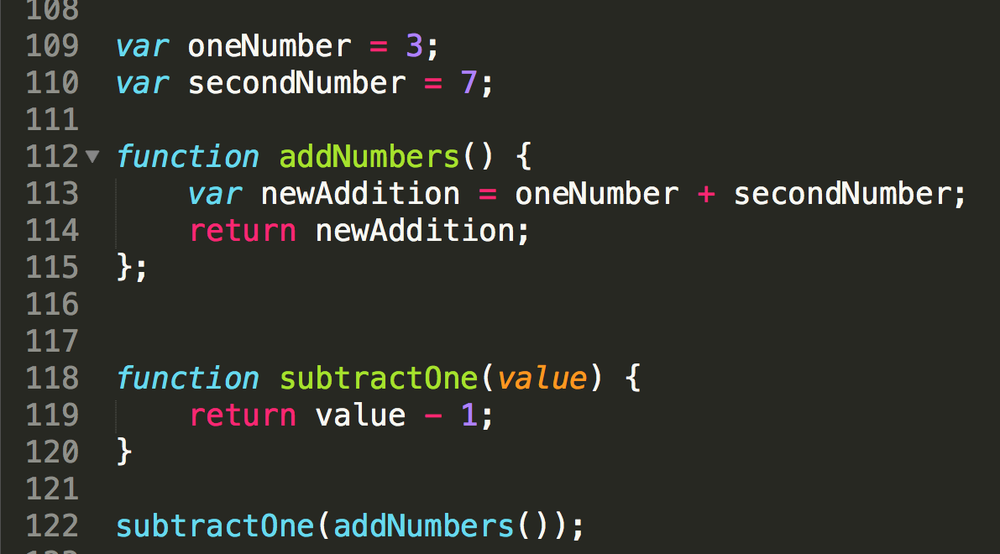 108
109 var oneNumber = 3;
110 var secondNumber = 7;
111
112 function addNumbers() {
113     var newAddition = oneNumber + secondNumber;
114     return newAddition;
115 };
116
117
118 function subtractOne(value) {
119     return value - 1;
120 }
121
122 subtractOne(addNumbers());